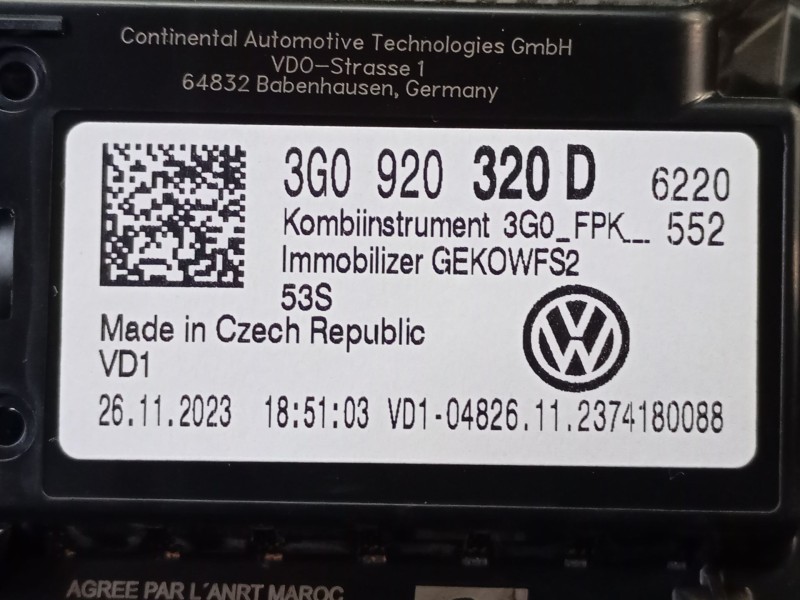 Continental Automotive Technologies GmbH
VDO-Strasse 1
64832 Babenhausen, Germany
3G0 920 320 D 6220
Kombiinstrument 3G0_FPK__ 552
Immobilizer GEKOWFS2
53S
Made in Czech Republic
VD1
26.11.2023 18:51:03 VD1-04826.11.2374180088
AGREE PAR L'ANRT MAROC